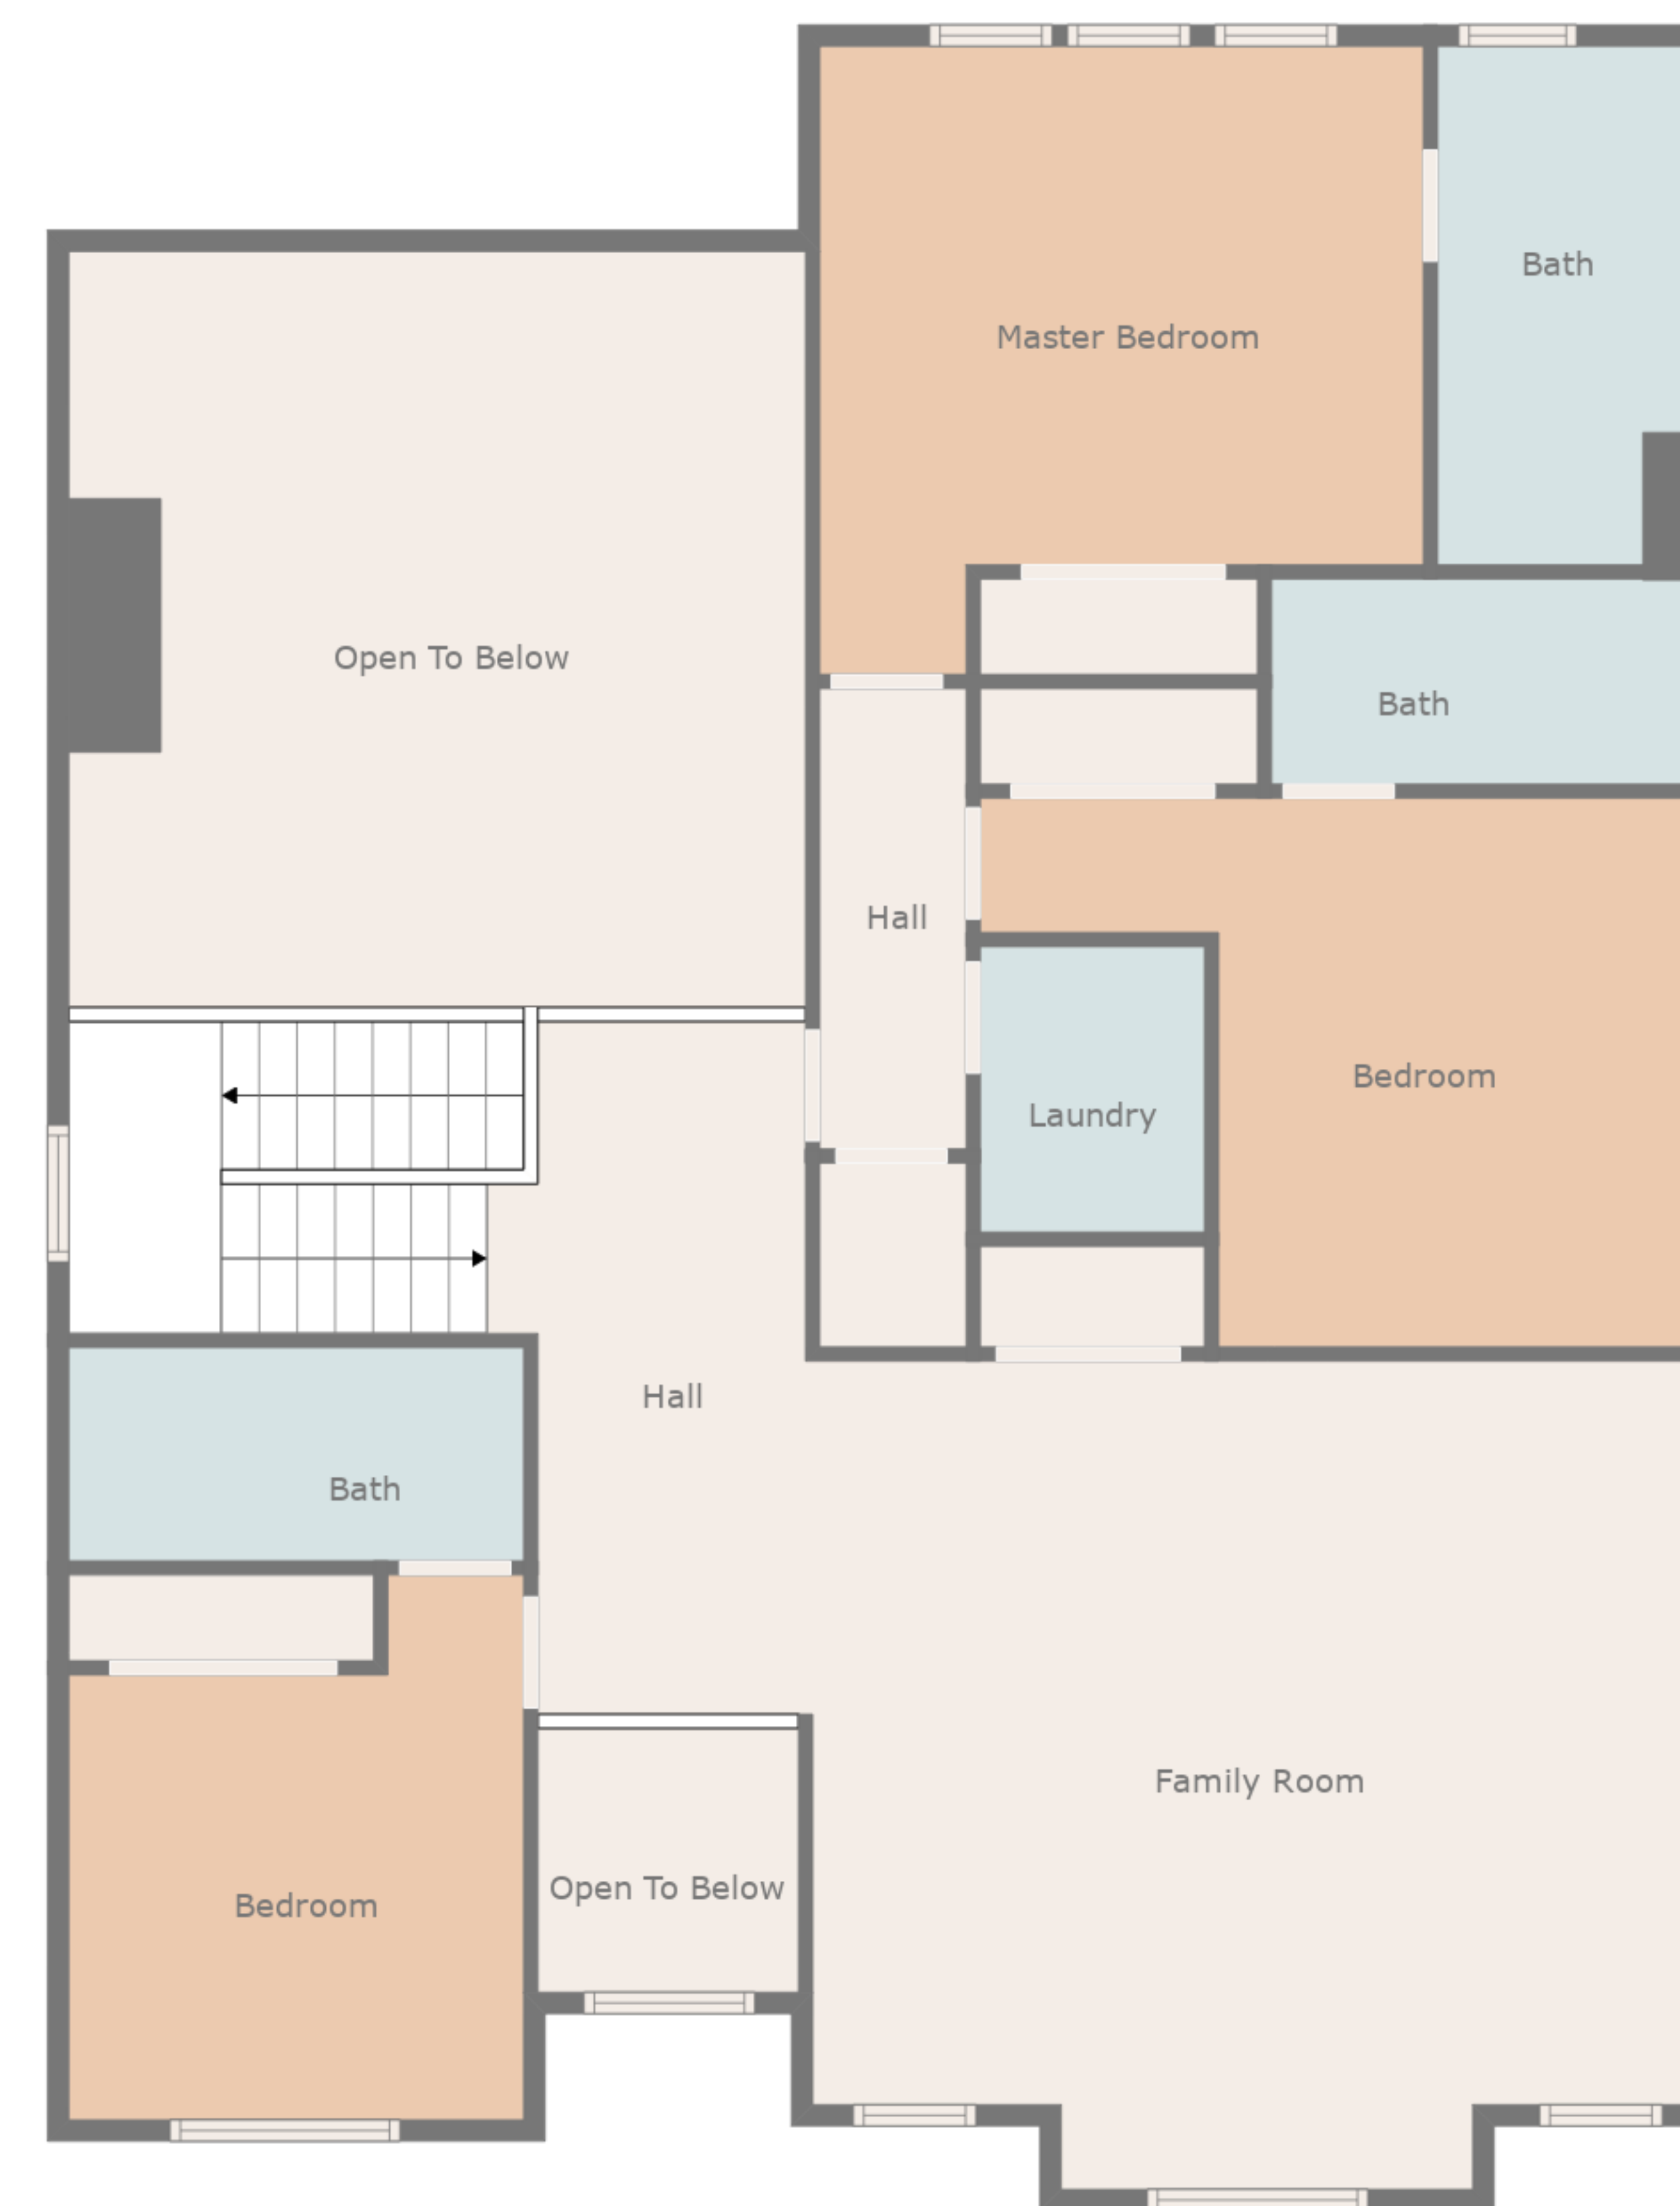 Bath
Master Bedroom
Open To Below
Bath
Hall
Bedroom
Laundry
Hall
Bath
Family Room
Open To Below
Bedroom